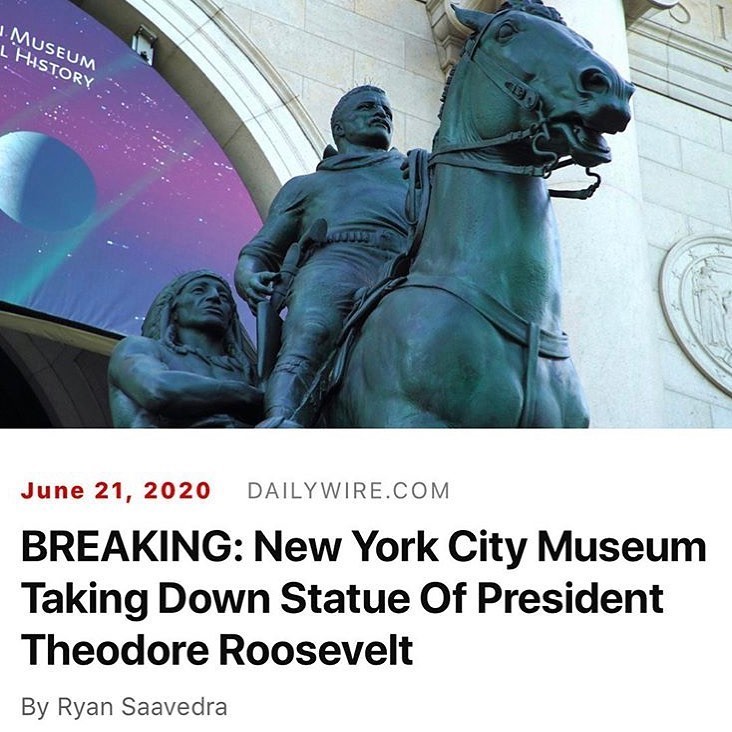 MUSEUM
L HISTORY
June 21, 2020 DAILYWIRE.COM
BREAKING: New York City Museum
Taking Down Statue Of President
Theodore Roosevelt
By Ryan Saavedra